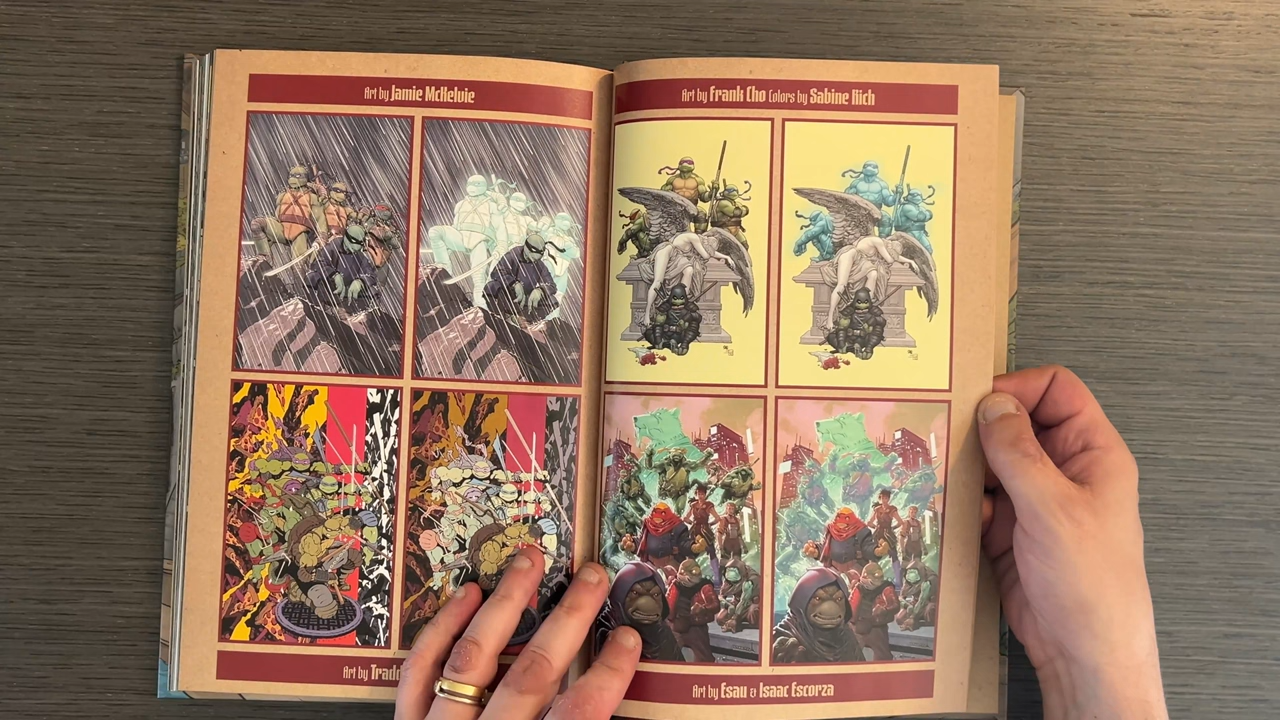 Art by Jamie McKelvie
Art by Frank Cho Colors by Sabine Rich
Art by
Art by Esau & Isaac Escorza